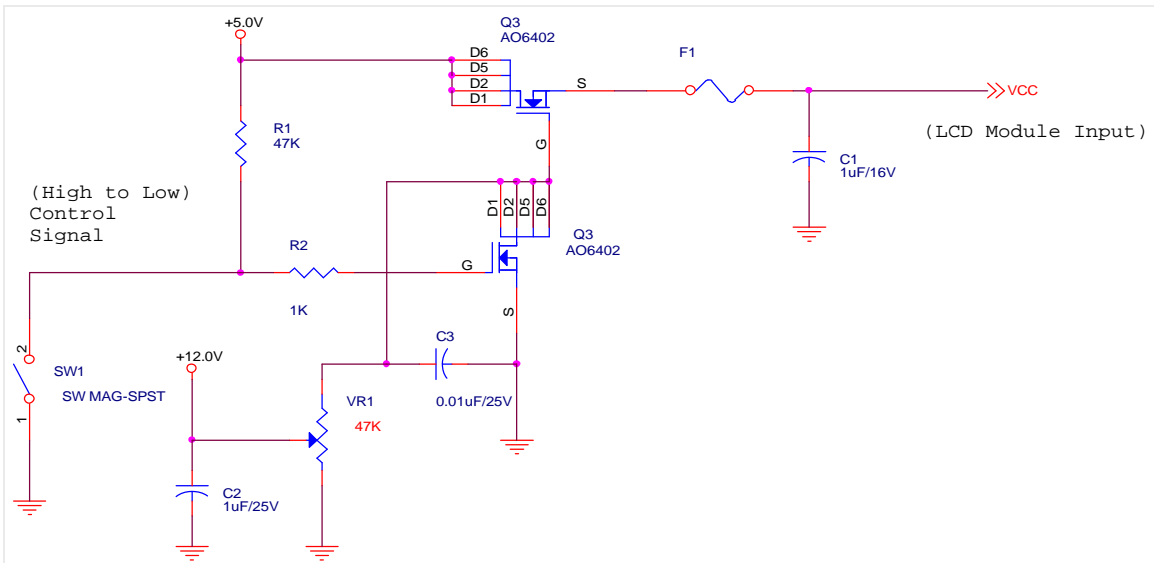 Q3
AO6402
+5.0V
D6
D5
D2
D1
S
G
F1
VCC
(LCD Module Input)
R1
47K
C1
1uF/16V
(High to Low)
Control
Signal
D1
D2
D5
D6
Q3
AO6402
R2
1K
G
S
C3
0.01uF/25V
+12.0V
2
SW1
SW MAG-SPST
1
VR1
47K
C2
1uF/25V